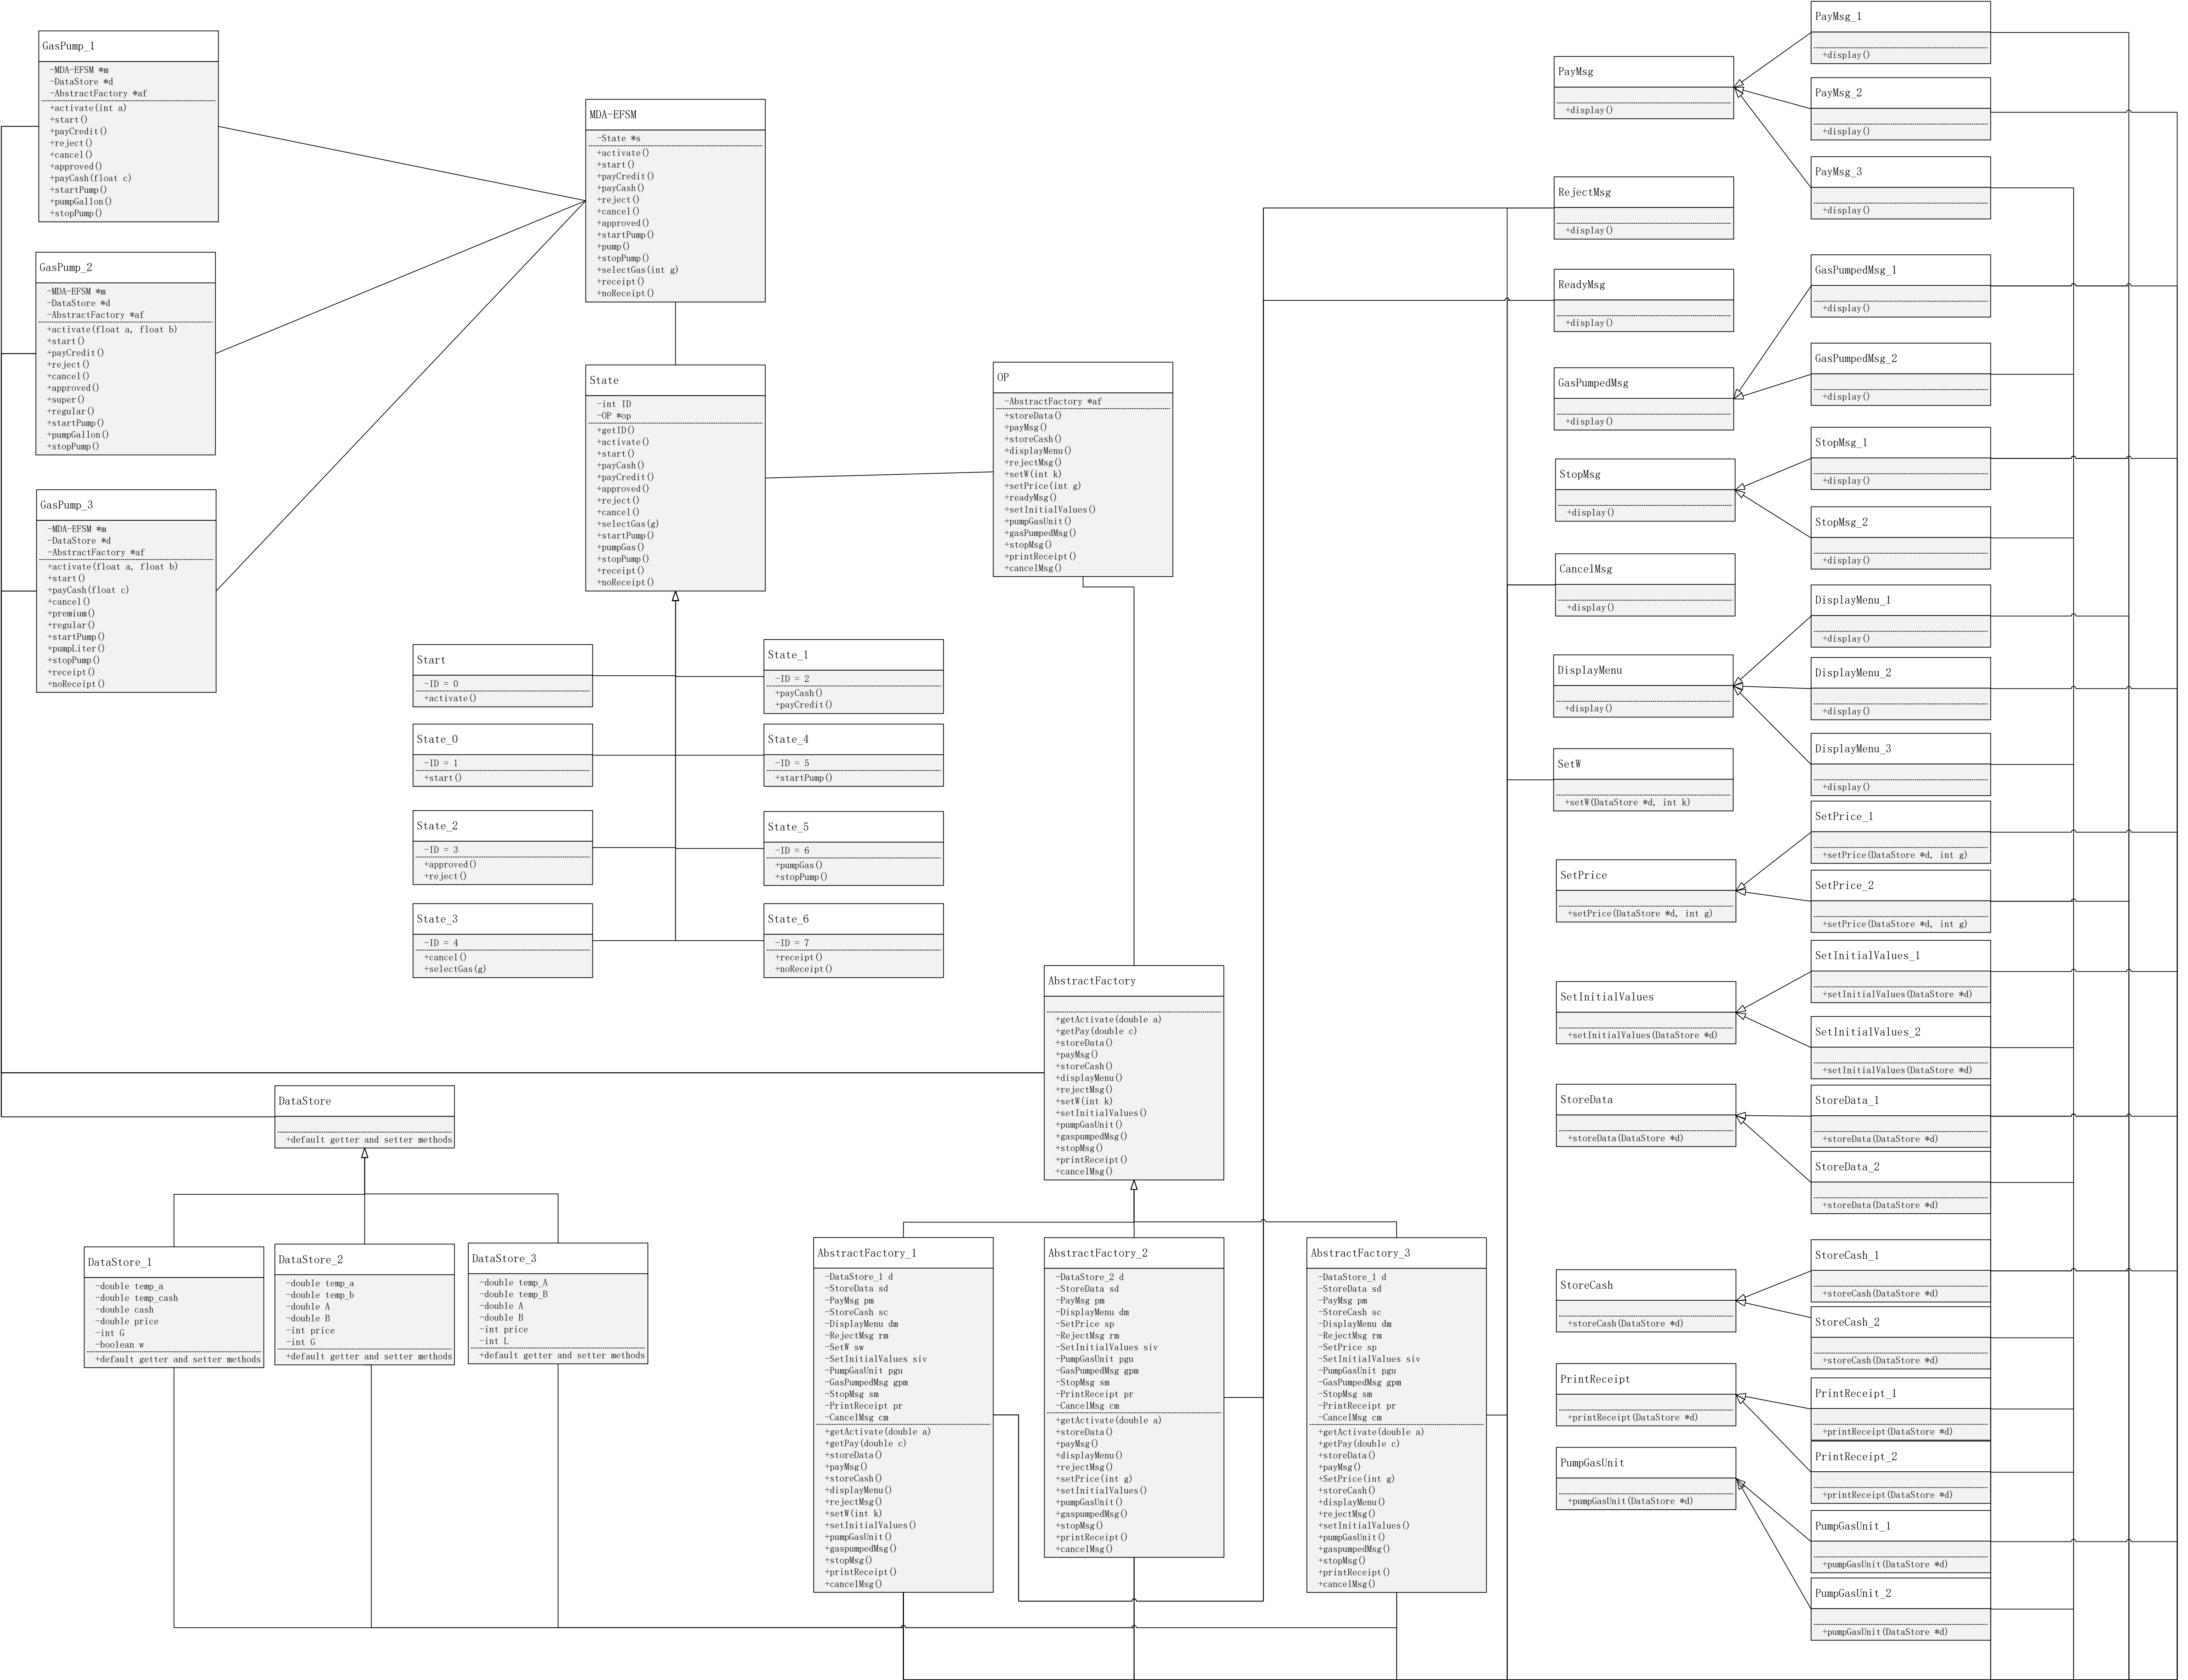 GasPump_1
-MDA-EFSM *m
-DataStore *d
-AbstractFactory *af
+activate(int a)
+start()
+payCredit()
+reject()
+cancel()
+approved()
+payCash(float c)
+startPump()
+pumpGallon()
+stopPump()
GasPump_2
-MDA-EFSM *m
-DataStore *d
-AbstractFactory *af
+activate(float a, float b)
+start()
+payCredit()
+reject()
+cancel()
+approved()
+super()
+regular()
+startPump()
+pumpGallon()
+stopPump()
GasPump_3
-MDA-EFSM *m
-DataStore *d
-AbstractFactory *af
+activate(float a, float b)
+start()
+payCash(float c)
+cancel()
+premium()
+regular()
+startPump()
+pumpLiter()
+stopPump()
+receipt()
+noReceipt()
MDA-EFSM
-State *s
+activate()
+start()
+payCredit()
+payCash()
+reject()
+cancel()
+approved()
+startPump()
+pump()
+stopPump()
+selectGas(int g)
+receipt()
+noReceipt()
State
-int ID
-OP *op
+getID()
+activate()
+start()
+payCash()
+payCredit()
+approved()
+reject()
+cancel()
+selectGas(g)
+startPump()
+pumpGas()
+stopPump()
+receipt()
+noReceipt()
OP
-AbstractFactory *af
+storeData()
+payMsg()
+storeCash()
+displayMenu()
+rejectMsg()
+setW(int k)
+setPrice(int g)
+readyMsg()
+setInitialValues()
+pumpGasUnit()
+gasPumpedMsg()
+stopMsg()
+printReceipt()
+cancelMsg()
Start
-ID = 0
+activate()
State_1
-ID = 2
+payCash()
+payCredit()
State_0
-ID = 1
+start()
State_4
-ID = 5
+startPump()
State_2
-ID = 3
+approved()
+reject()
State_5
-ID = 6
+pumpGas()
+stopPump()
State_3
-ID = 4
+cancel()
+selectGas(g)
State_6
-ID = 7
+receipt()
+noReceipt()
AbstractFactory
+getActivate(double a)
+getPay(double c)
+storeData()
+payMsg()
+storeCash()
+displayMenu()
+rejectMsg()
+setW(int k)
+setInitialValues()
+pumpGasUnit()
+gaspumpedMsg()
+stopMsg()
+printReceipt()
+cancelMsg()
DataStore
+default getter and setter methods
DataStore_1
-double temp_a
-double temp_cash
-double cash
-double price
-int G
-boolean w
+default getter and setter methods
DataStore_2
-double temp_a
-double temp_b
-double A
-double B
-int price
-int G
+default getter and setter methods
DataStore_3
-double temp_A
-double temp_B
-double A
-double B
-int price
-int L
+default getter and setter methods
AbstractFactory_1
-DataStore_1 d
-StoreData sd
-PayMsg pm
-StoreCash sc
-DisplayMenu dm
-RejectMsg rm
-SetW sw
-SetInitialValues siv
-PumpGasUnit pgu
-GasPumpedMsg gpm
-StopMsg sm
-PrintReceipt pr
-CancelMsg cm
+getActivate(double a)
+getPay(double c)
+storeData()
+payMsg()
+storeCash()
+displayMenu()
+rejectMsg()
+setW(int k)
+setInitialValues()
+pumpGasUnit()
+gaspumpedMsg()
+stopMsg()
+printReceipt()
+cancelMsg()
AbstractFactory_2
-DataStore_2 d
-StoreData sd
-PayMsg pm
-DisplayMenu dm
-SetPrice sp
-RejectMsg rm
-SetInitialValues siv
-PumpGasUnit pgu
-GasPumpedMsg gpm
-StopMsg sm
-PrintReceipt pr
-CancelMsg cm
+getActivate(double a)
+storeData()
+payMsg()
+displayMenu()
+rejectMsg()
+setPrice(int g)
+setInitialValues()
+pumpGasUnit()
+gaspumpedMsg()
+stopMsg()
+printReceipt()
+cancelMsg()
AbstractFactory_3
-DataStore_1 d
-StoreData sd
-PayMsg pm
-StoreCash sc
-DisplayMenu dm
-RejectMsg rm
-SetPrice sp
-SetInitialValues siv
-PumpGasUnit pgu
-GasPumpedMsg gpm
-StopMsg sm
-PrintReceipt pr
-CancelMsg cm
+getActivate(double a)
+getPay(double c)
+storeData()
+payMsg()
+SetPrice(int g)
+storeCash()
+displayMenu()
+rejectMsg()
+setInitialValues()
+pumpGasUnit()
+gaspumpedMsg()
+stopMsg()
+printReceipt()
+cancelMsg()
PayMsg
+display()
RejectMsg
+display()
ReadyMsg
+display()
GasPumpedMsg
+display()
StopMsg
+display()
CancelMsg
+display()
DisplayMenu
+display()
SetW
+setW(DataStore *d, int k)
SetPrice
+setPrice(DataStore *d, int g)
SetInitialValues
+setInitialValues(DataStore *d)
StoreData
+storeData(DataStore *d)
StoreCash
+storeCash(DataStore *d)
PrintReceipt
+printReceipt(DataStore *d)
PumpGasUnit
+pumpGasUnit(DataStore *d)
PayMsg_1
+display()
PayMsg_2
+display()
PayMsg_3
+display()
GasPumpedMsg_1
+display()
GasPumpedMsg_2
+display()
StopMsg_1
+display()
StopMsg_2
+display()
DisplayMenu_1
+display()
DisplayMenu_2
+display()
DisplayMenu_3
+display()
SetPrice_1
+setPrice(DataStore *d, int g)
SetPrice_2
+setPrice(DataStore *d, int g)
SetInitialValues_1
+setInitialValues(DataStore *d)
SetInitialValues_2
+setInitialValues(DataStore *d)
StoreData_1
+storeData(DataStore *d)
StoreData_2
+storeData(DataStore *d)
StoreCash_1
+storeCash(DataStore *d)
StoreCash_2
+storeCash(DataStore *d)
PrintReceipt_1
+printReceipt(DataStore *d)
PrintReceipt_2
+printReceipt(DataStore *d)
PumpGasUnit_1
+pumpGasUnit(DataStore *d)
PumpGasUnit_2
+pumpGasUnit(DataStore *d)